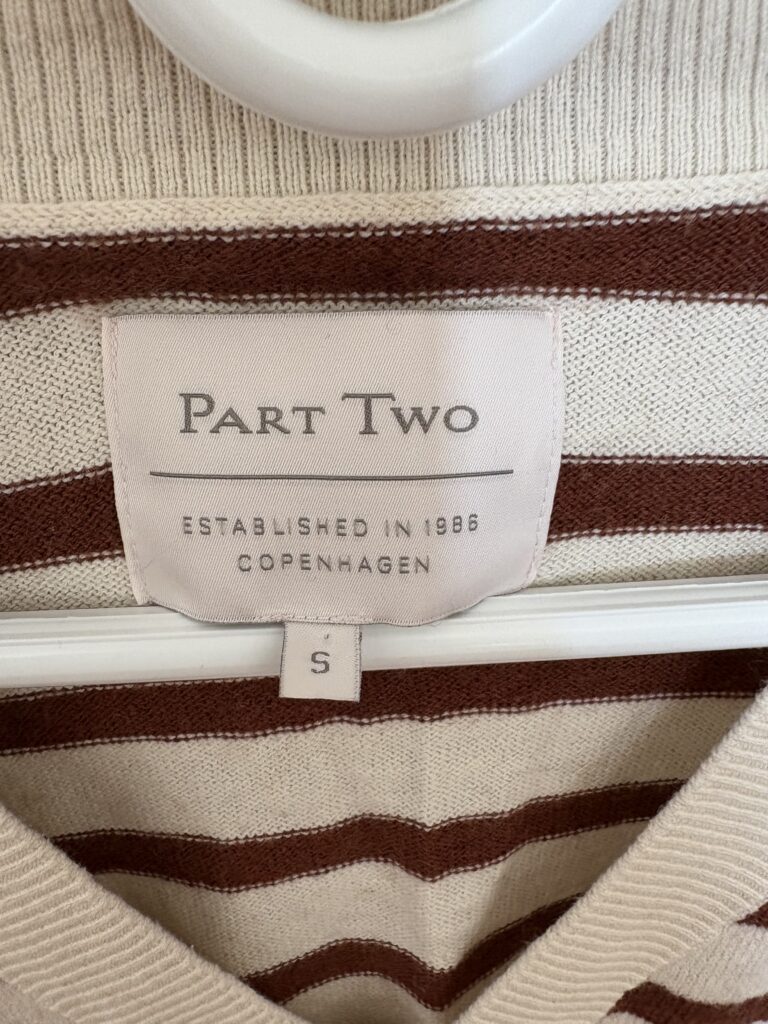 PART TWO
ESTABLISHED IN 1986
COPENHAGEN
S